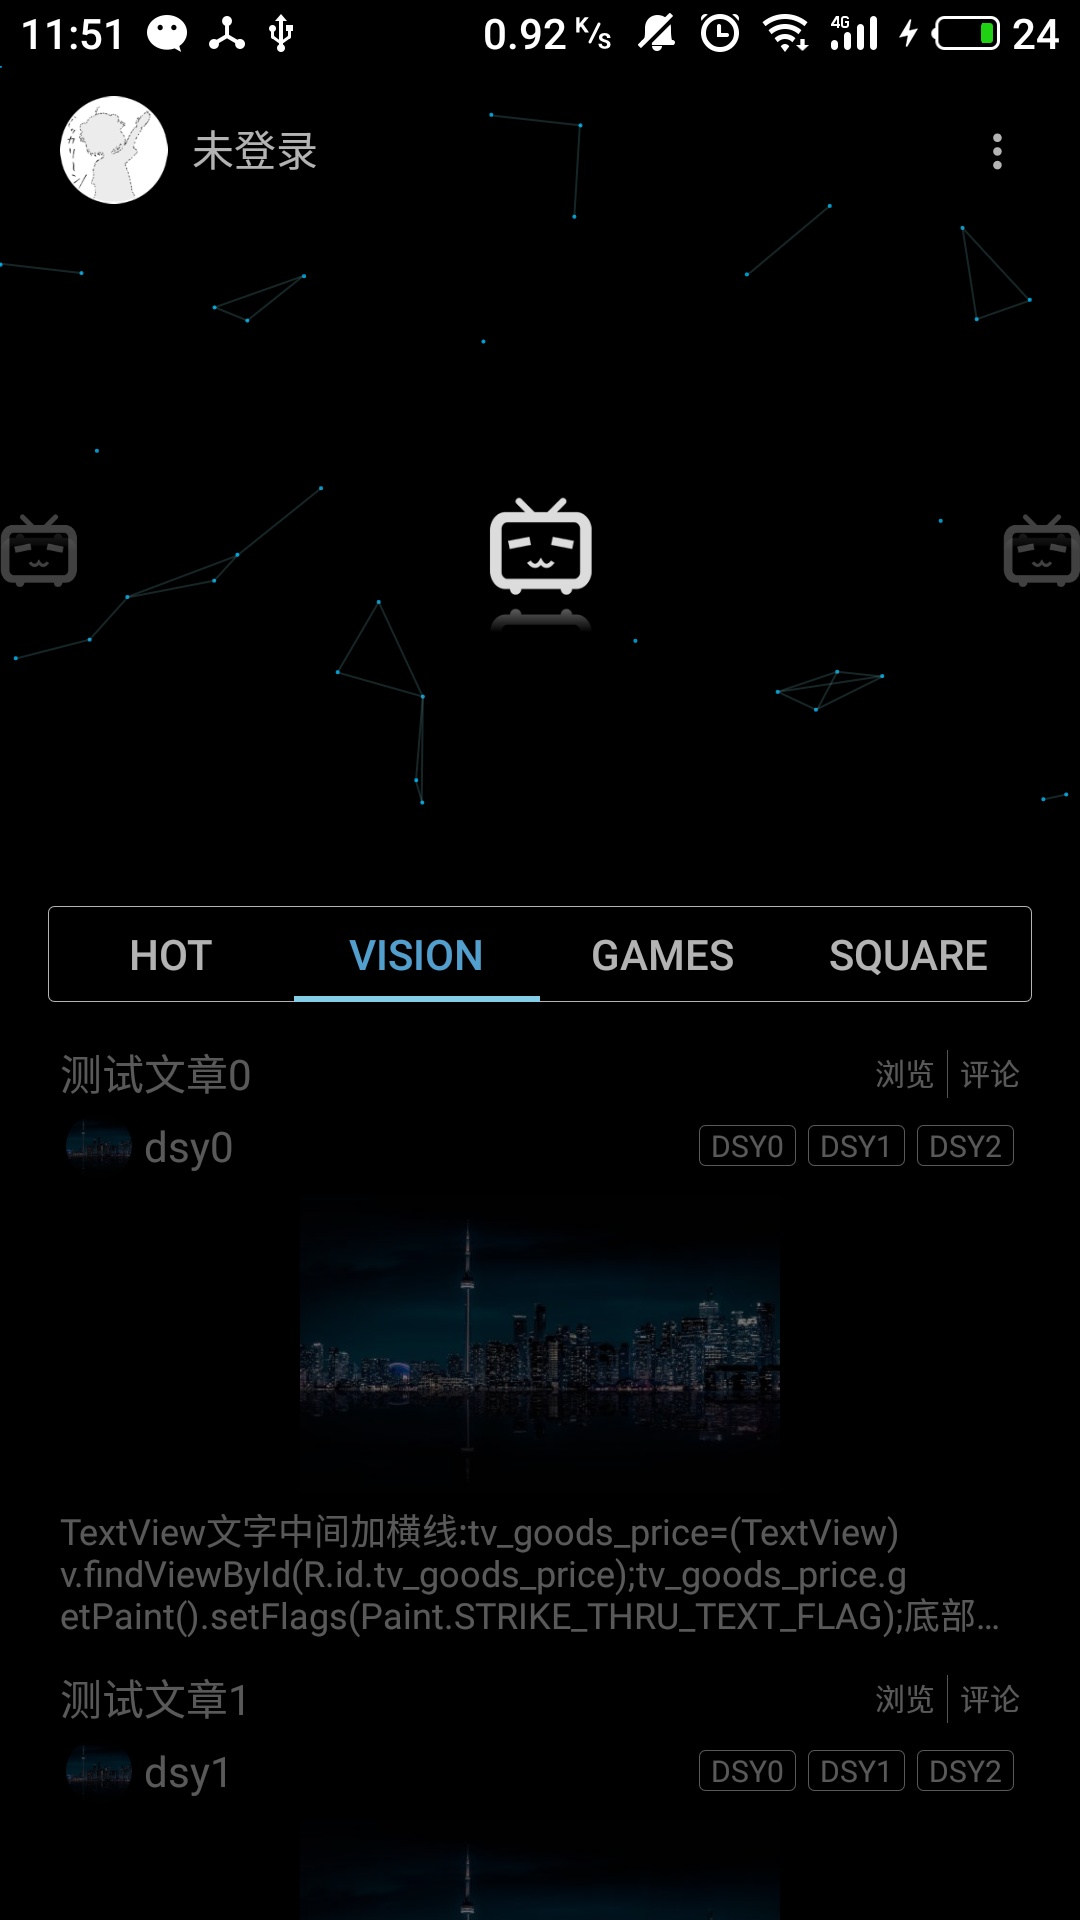 11:51 0.92 K/s 4G 24
未登录
HOT VISION GAMES SQUARE
测试文章0 浏览 评论
dsy0 DSY0 DSY1 DSY2
TextView文字中间加横线:tv_goods_price=(TextView)
v.findViewById(R.id.tv_goods_price);tv_goods_price.g
etPaint().setFlags(Paint.STRIKE_THRU_TEXT_FLAG);底部...
测试文章1 浏览 评论
dsy1 DSY0 DSY1 DSY2